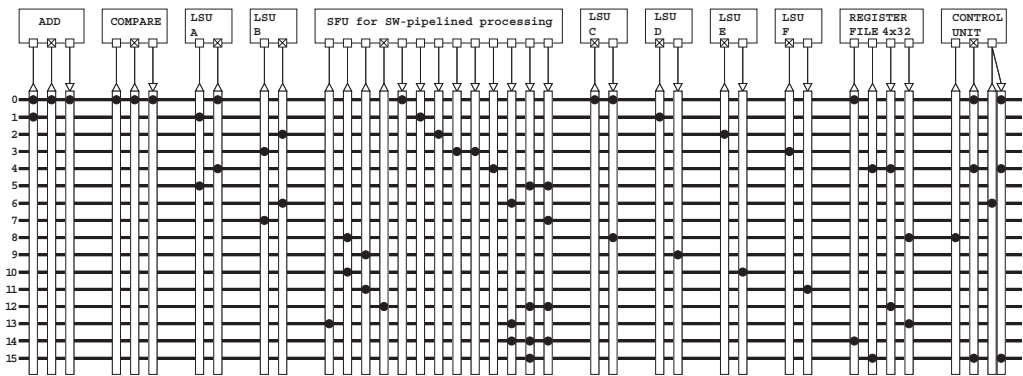 ADD
COMPARE
LSU
A
LSU
B
SFU for SW-pipelined processing
LSU
C
LSU
D
LSU
E
LSU
F
REGISTER
FILE 4x32
CONTROL
UNIT
0
1
2
3
4
5
6
7
8
9
10
11
12
13
14
15